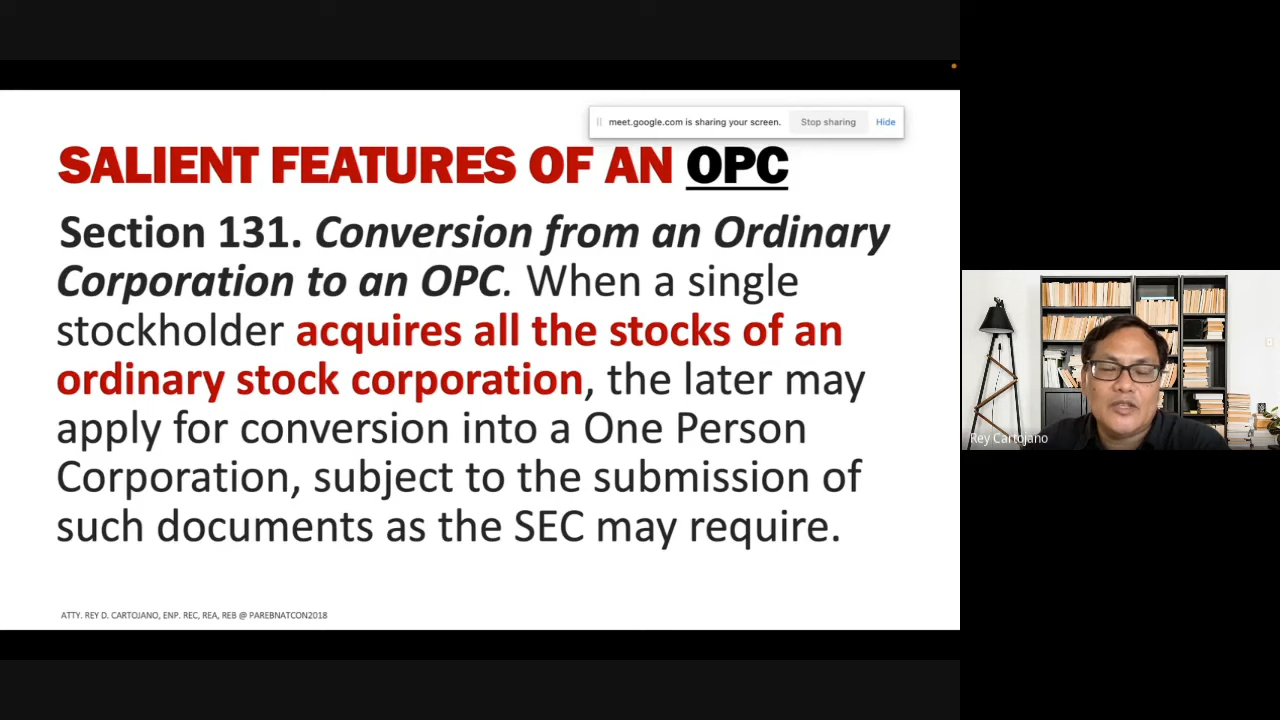 meet.google.com is sharing your screen. Stop sharing Hide
SALIENT FEATURES OF AN OPC
Section 131. Conversion from an Ordinary
Corporation to an OPC. When a single
stockholder acquires all the stocks of an
ordinary stock corporation, the later may
apply for conversion into a One Person
Corporation, subject to the submission of
such documents as the SEC may require.
ATTY. REY D. CARTOJANO, ENP. REC, REA, REB @ PAREBNATCON2018
Rey Cartojano